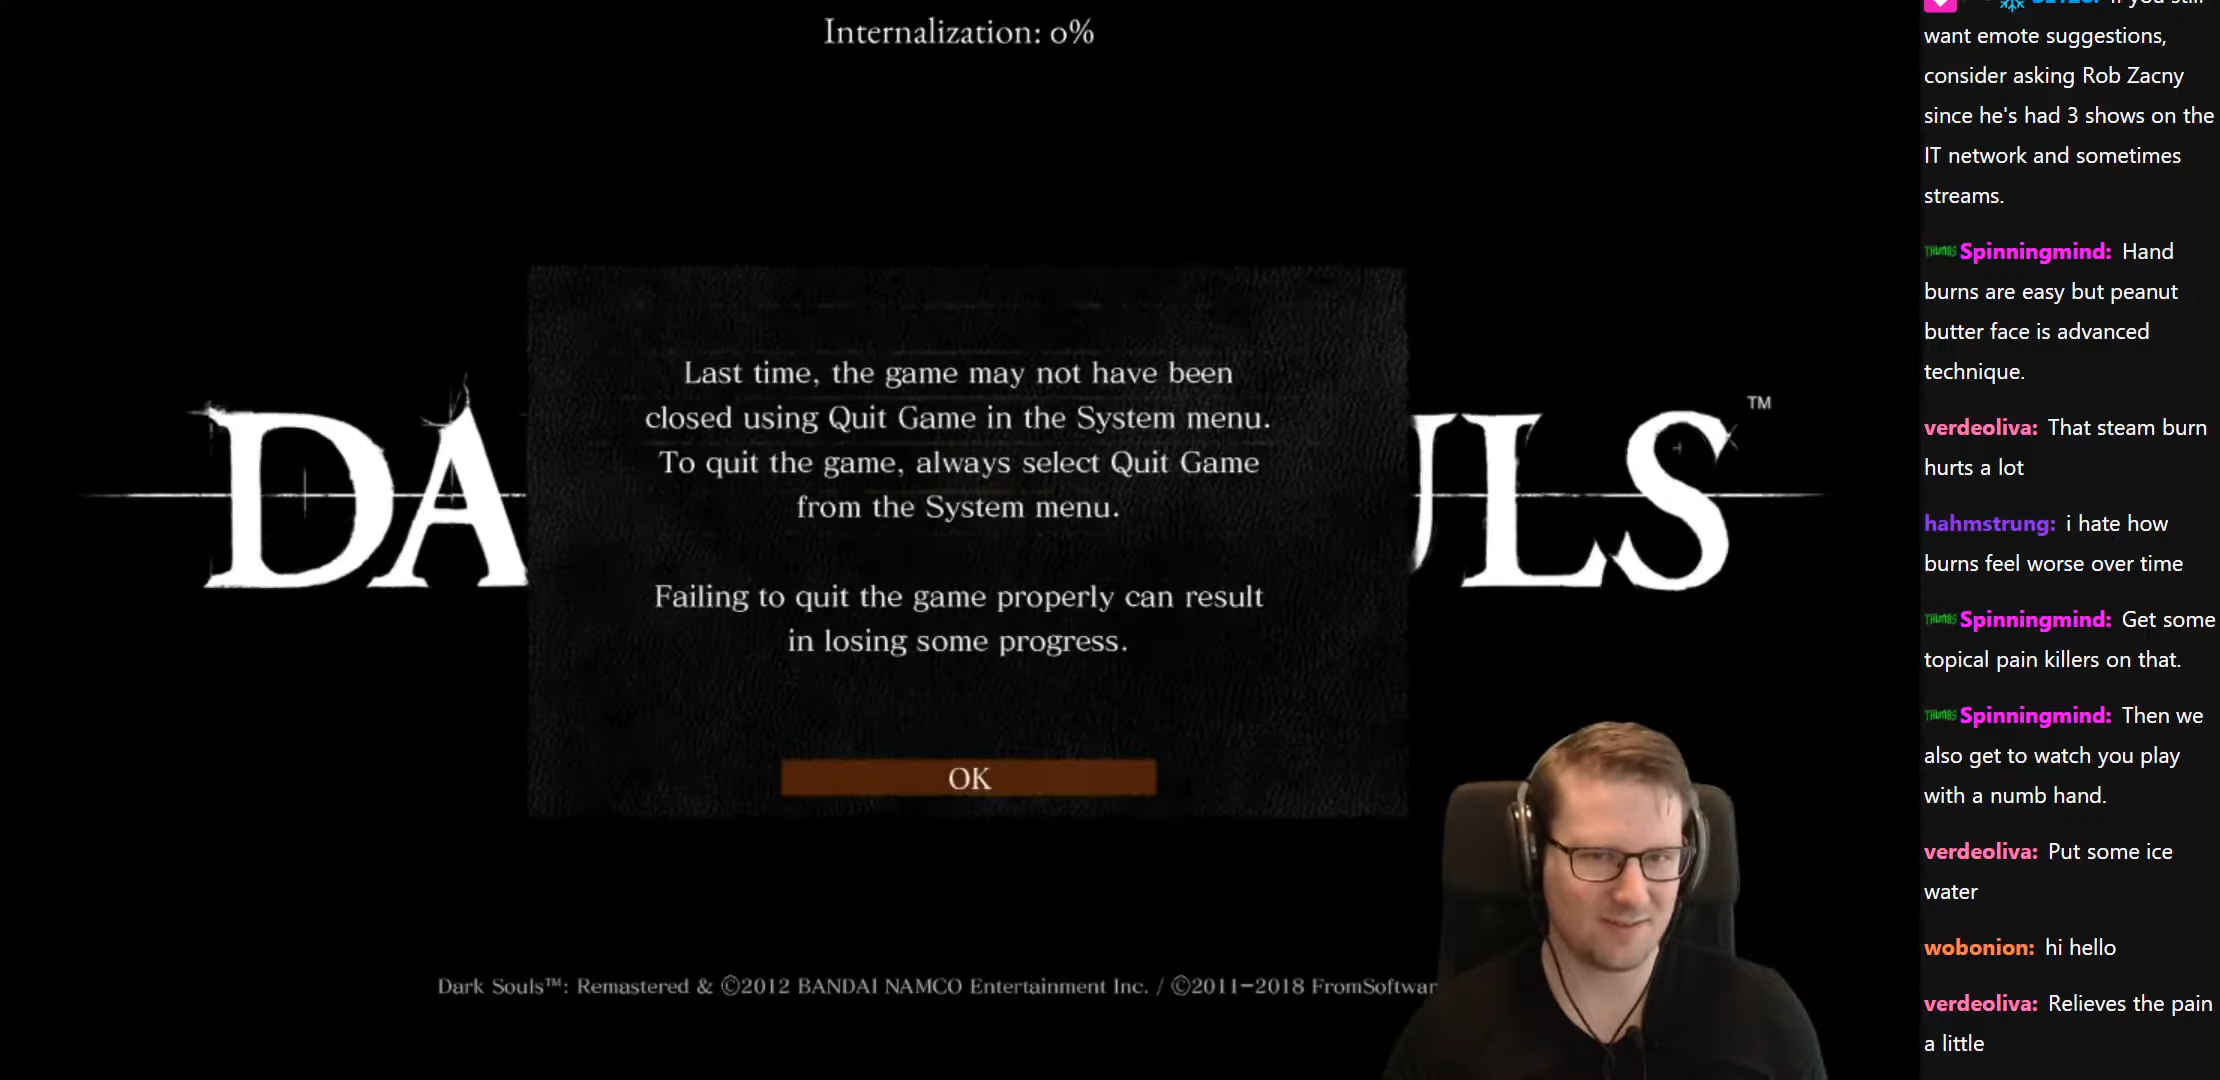 Internalization: 0%
DA
ULS
™
Last time, the game may not have been
closed using Quit Game in the System menu.
To quit the game, always select Quit Game
from the System menu.
Failing to quit the game properly can result
in losing some progress.
OK
Dark Souls™: Remastered & ©2012 BANDAI NAMCO Entertainment Inc. / ©2011-2018 FromSoftwar
If you still
want emote suggestions,
consider asking Rob Zacny
since he's had 3 shows on the
IT network and sometimes
streams.
THUMBS Spinningmind: Hand
burns are easy but peanut
butter face is advanced
technique.
verdeoliva: That steam burn
hurts a lot
hahmstrung: i hate how
burns feel worse over time
THUMBS Spinningmind: Get some
topical pain killers on that.
THUMBS Spinningmind: Then we
also get to watch you play
with a numb hand.
verdeoliva: Put some ice
water
wobonion: hi hello
verdeoliva: Relieves the pain
a little